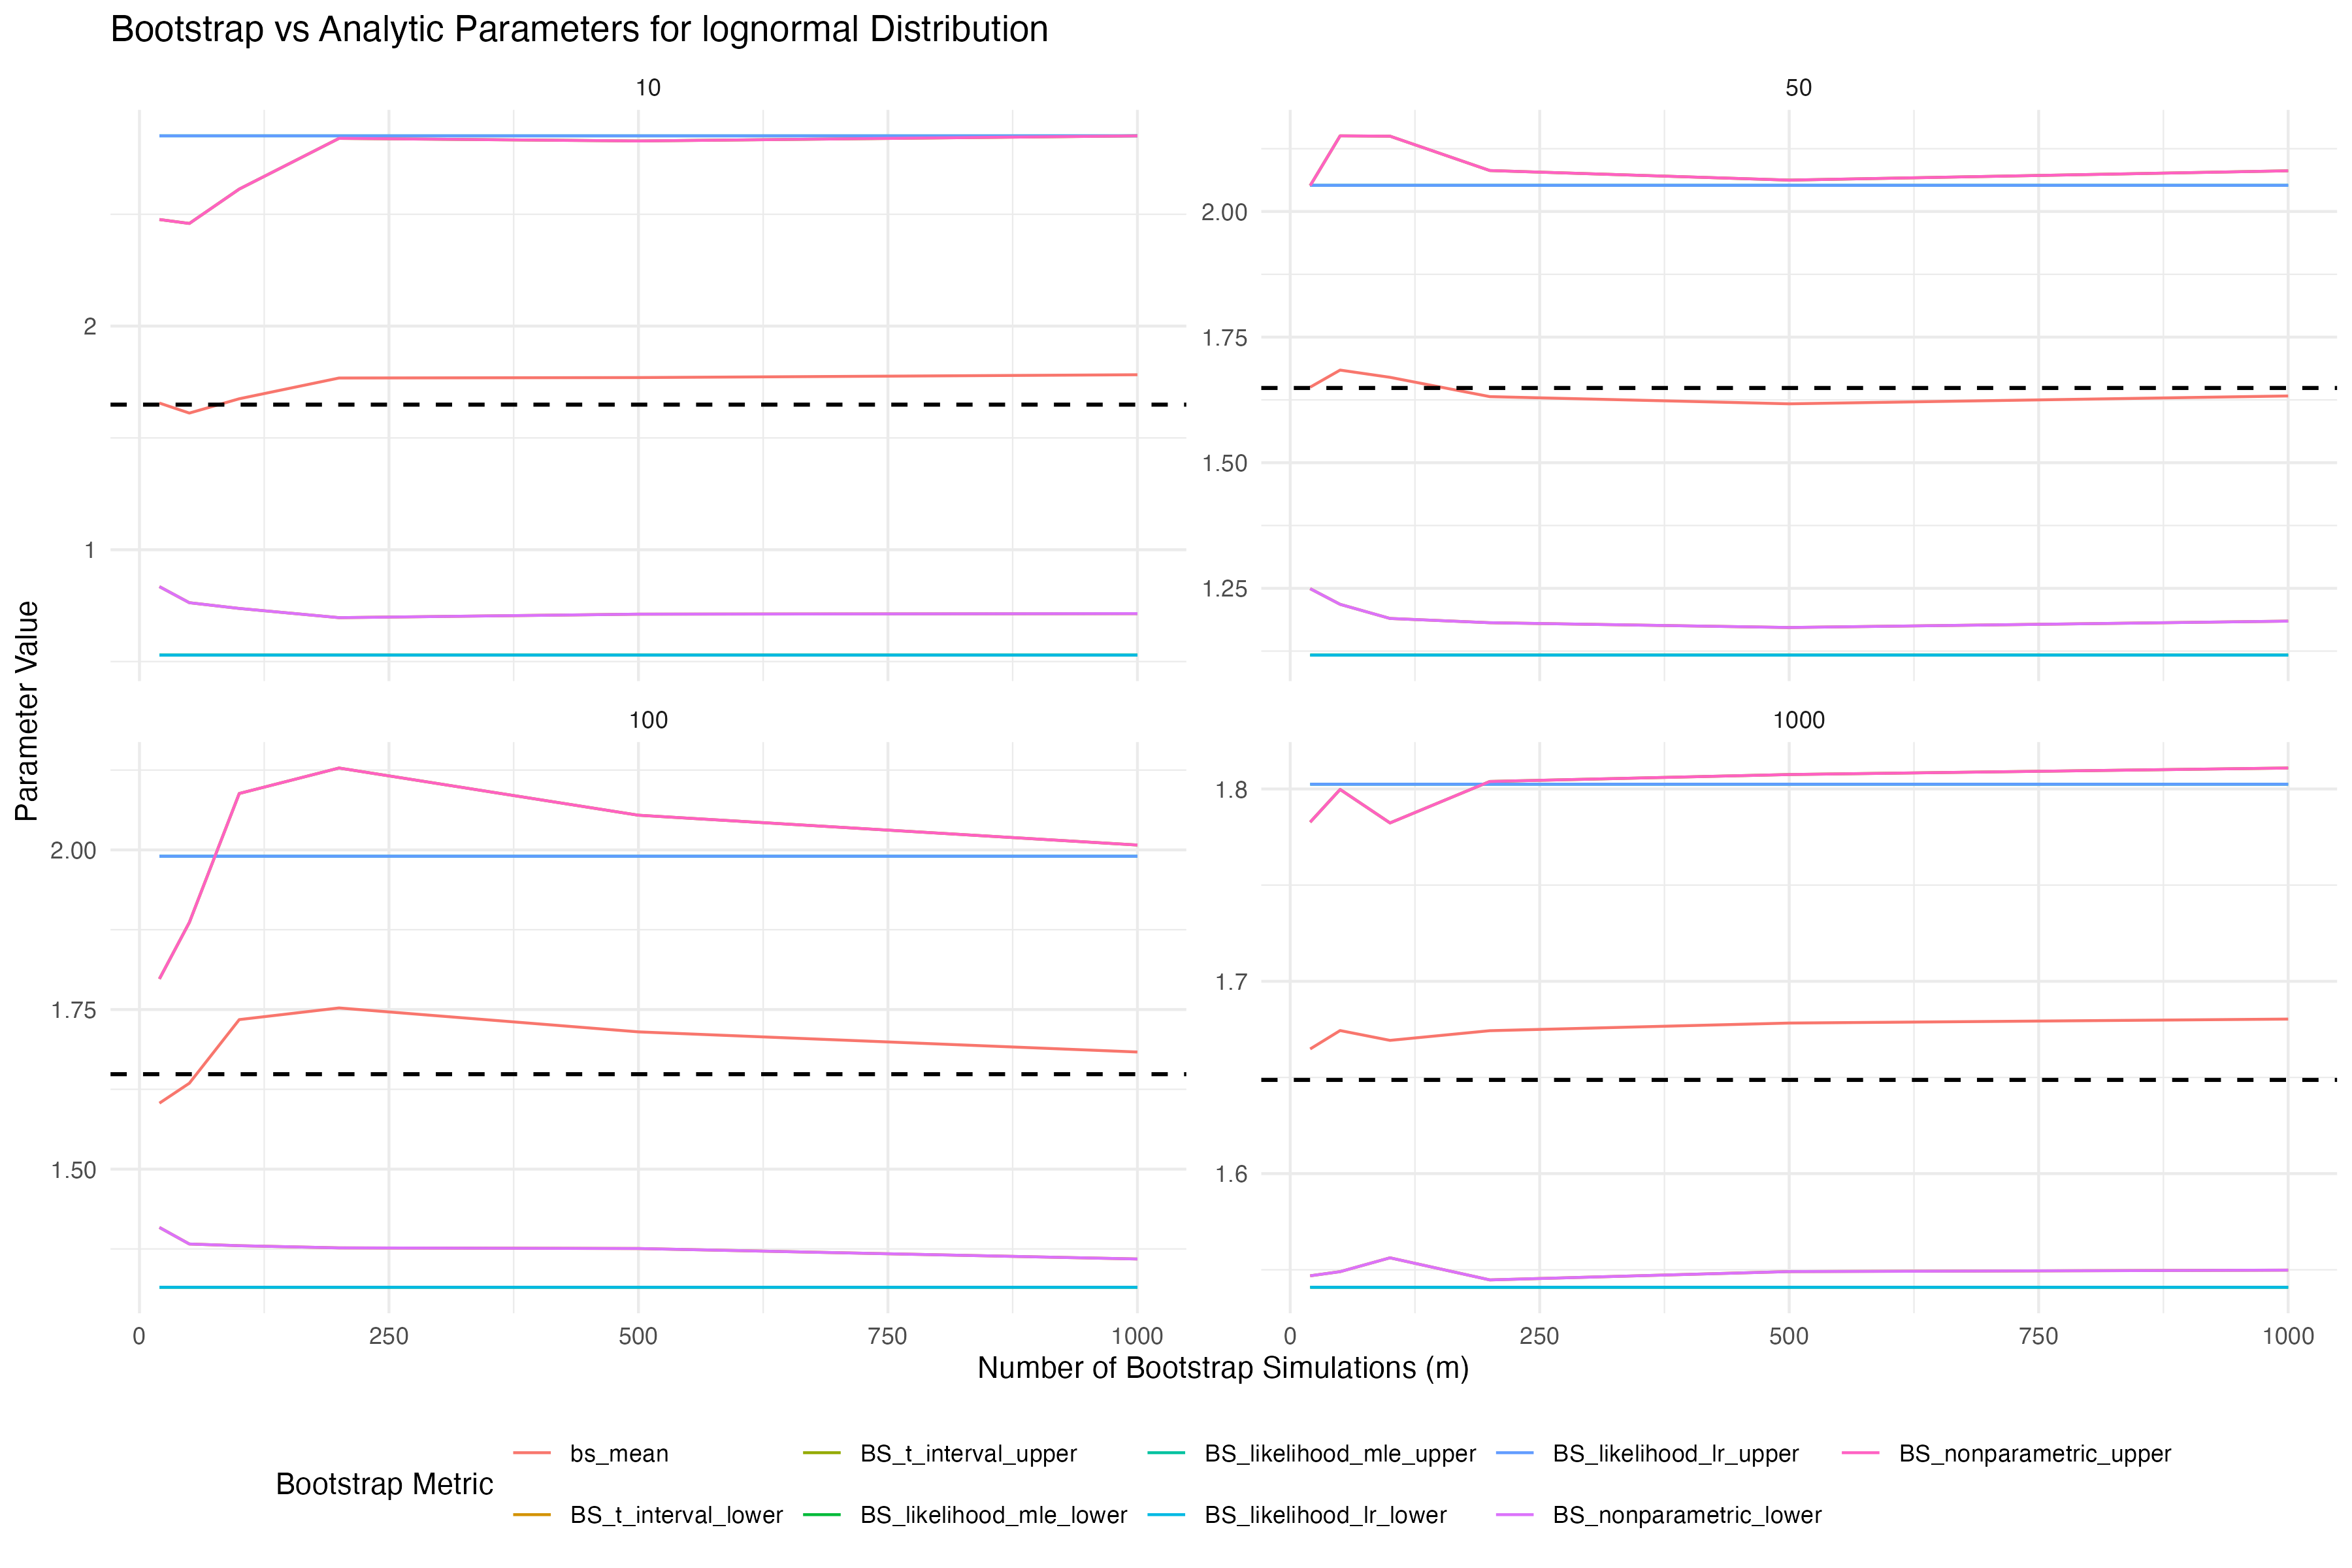 Bootstrap vs Analytic Parameters for lognormal Distribution
10
50
2
1
2.00
1.75
1.50
1.25
100
1000
2.00
1.75
1.50
1.8
1.7
1.6
Parameter Value
0 250 500 750 1000
0 250 500 750 1000
Number of Bootstrap Simulations (m)
Bootstrap Metric
bs_mean BS_t_interval_upper BS_likelihood_mle_upper BS_likelihood_lr_upper BS_nonparametric_upper
BS_t_interval_lower BS_likelihood_mle_lower BS_likelihood_lr_lower BS_nonparametric_lower